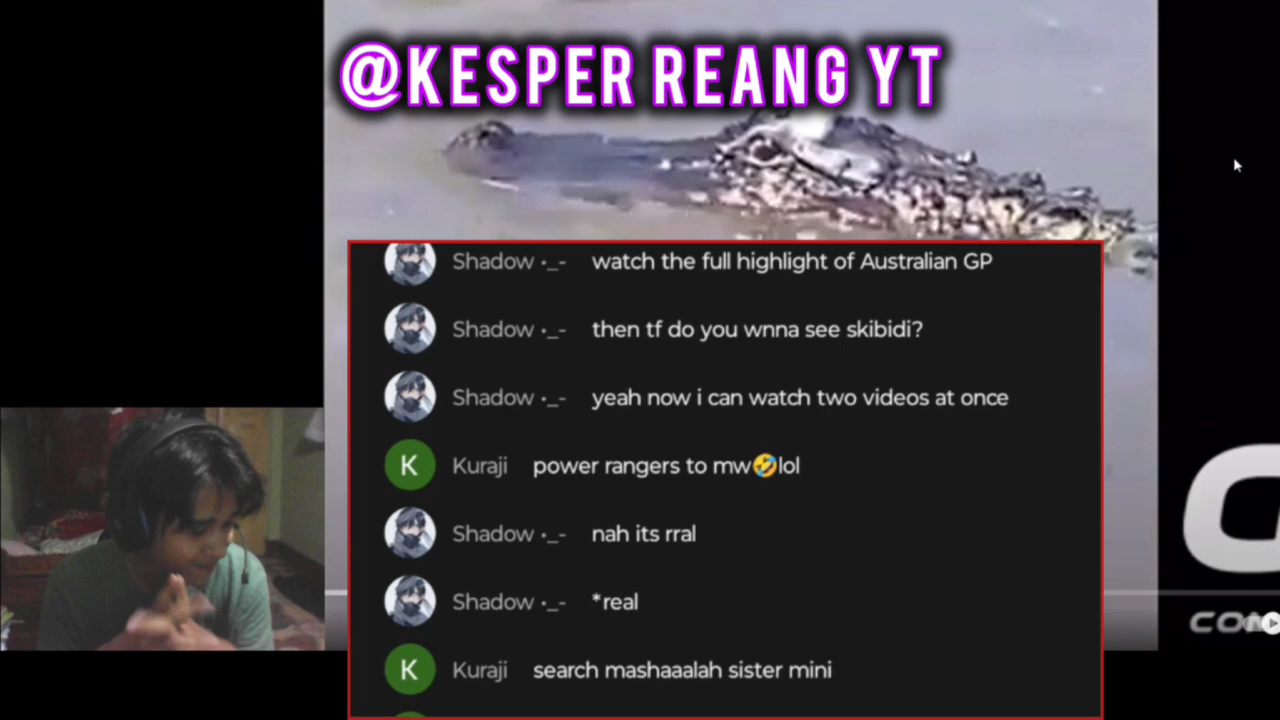 @KESPER REANG YT
Shadow •_- watch the full highlight of Australian GP
Shadow •_- then tf do you wnna see skibidi?
Shadow •_- yeah now i can watch two videos at once
K Kuraji power rangers to mw🤣lol
Shadow •_- nah its rral
Shadow •_- *real
K Kuraji search mashaaalah sister mini